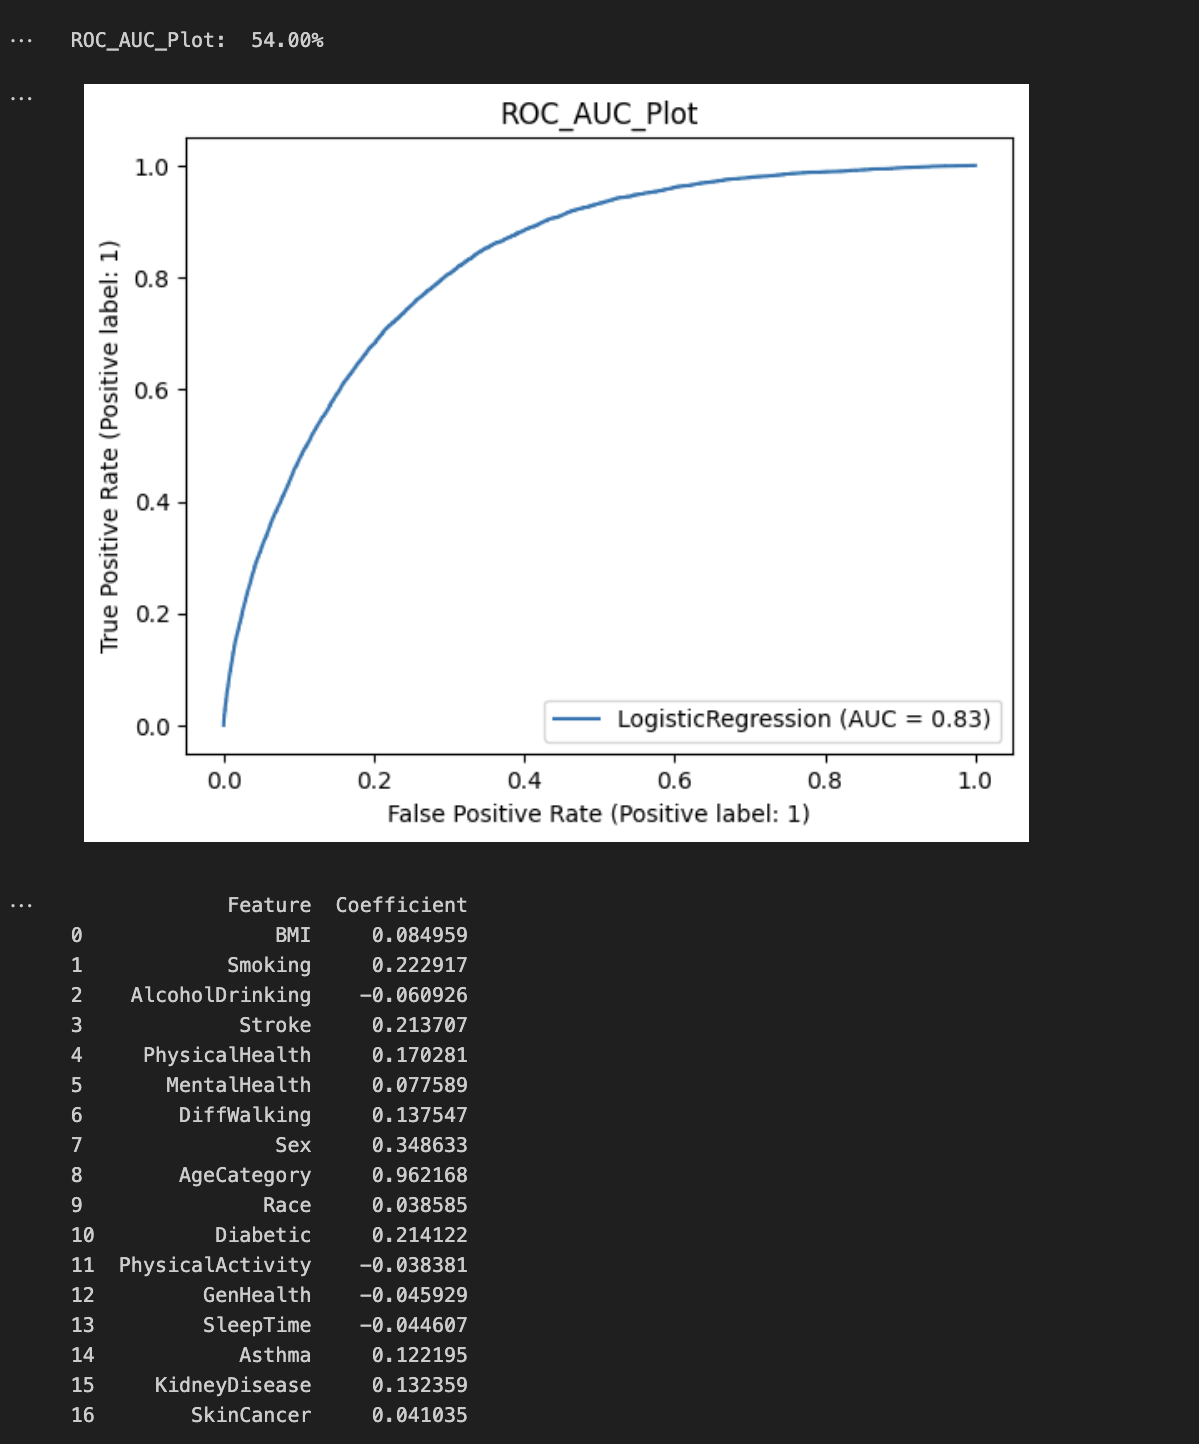 ... ROC_AUC_Plot:  54.00%
...
ROC_AUC_Plot
1.0
0.8
0.6
0.4
0.2
0.0
True Positive Rate (Positive label: 1)
LogisticRegression (AUC = 0.83)
0.0 0.2 0.4 0.6 0.8 1.0
False Positive Rate (Positive label: 1)
... Feature Coefficient
0 BMI 0.084959
1 Smoking 0.222917
2 AlcoholDrinking -0.060926
3 Stroke 0.213707
4 PhysicalHealth 0.170281
5 MentalHealth 0.077589
6 DiffWalking 0.137547
7 Sex 0.348633
8 AgeCategory 0.962168
9 Race 0.038585
10 Diabetic 0.214122
11 PhysicalActivity -0.038381
12 GenHealth -0.045929
13 SleepTime -0.044607
14 Asthma 0.122195
15 KidneyDisease 0.132359
16 SkinCancer 0.041035